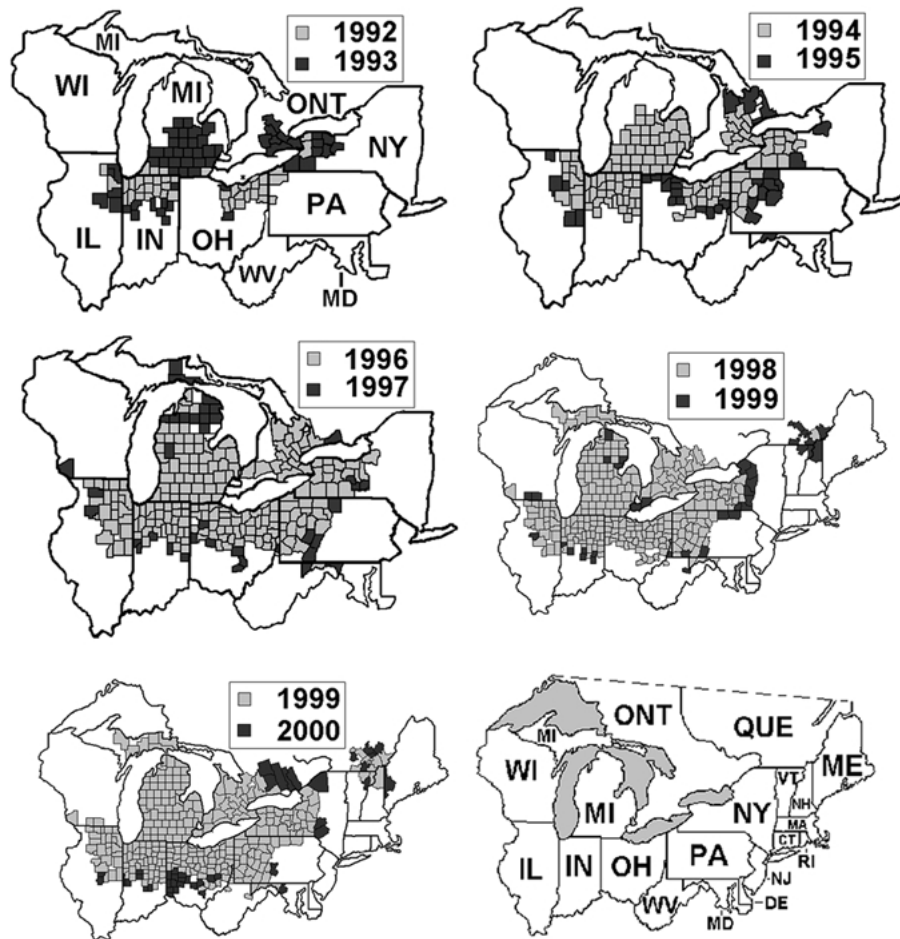 1992
1993
MI
WI
MI
ONT
NY
PA
IL
IN
OH
WV
MD
1994
1995
1996
1997
1998
1999
1999
2000
ONT
QUE
MI
WI
MI
ME
VT
NH
NY
MA
CT
RI
PA
IL
IN
OH
NJ
WV
DE
MD